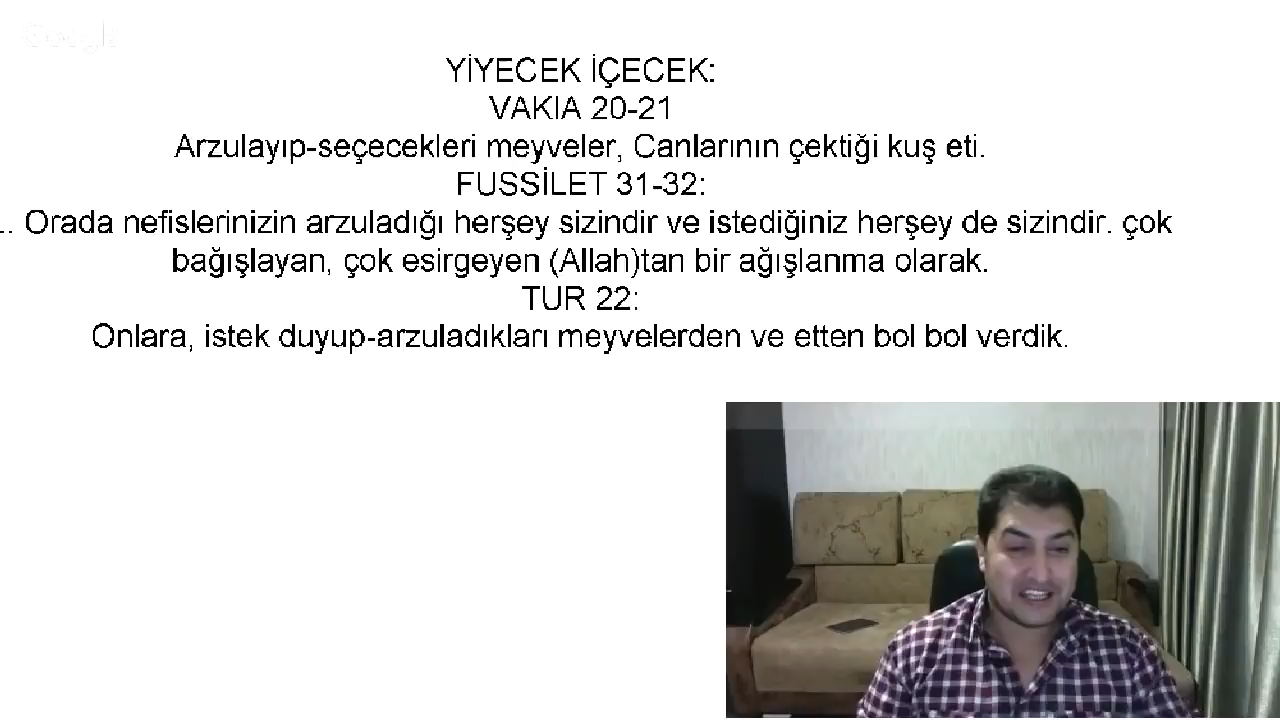 Google
YİYECEK İÇECEK:
VAKIA 20-21
Arzulayıp-seçecekleri meyveler, Canlarının çektiği kuş eti.
FUSSİLET 31-32:
.. Orada nefislerinizin arzuladığı herşey sizindir ve istediğiniz herşey de sizindir. çok
bağışlayan, çok esirgeyen (Allah)tan bir ağışlanma olarak.
TUR 22:
Onlara, istek duyup-arzuladıkları meyvelerden ve etten bol bol verdik.